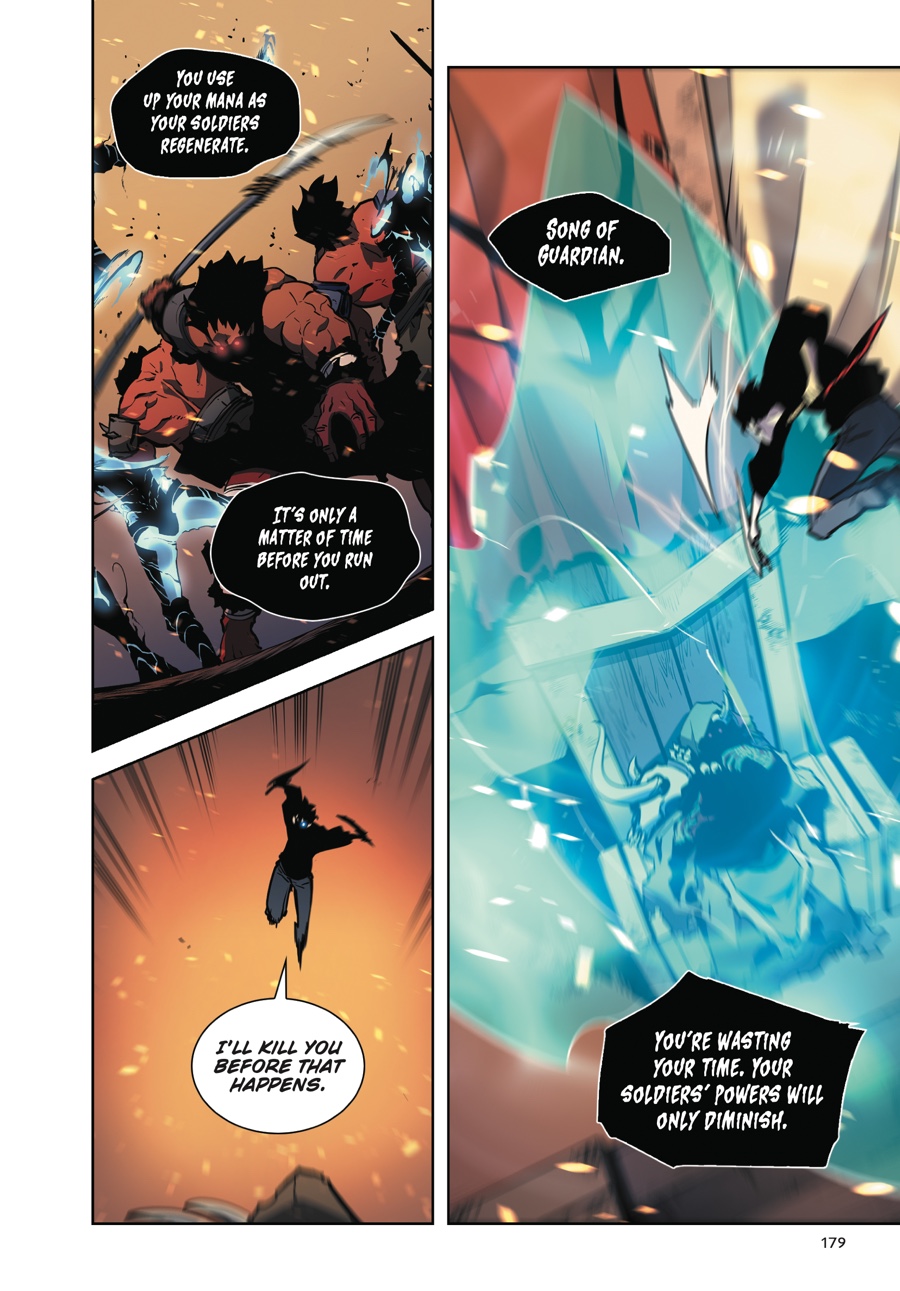 YOU USE
UP YOUR MANA AS
YOUR SOLDIERS
REGENERATE.
IT'S ONLY A
MATTER OF TIME
BEFORE YOU RUN
OUT.
I'LL KILL YOU
BEFORE THAT
HAPPENS.
SONG OF
GUARDIAN.
YOU'RE WASTING
YOUR TIME. YOUR
SOLDIERS' POWERS WILL
ONLY DIMINISH.
179